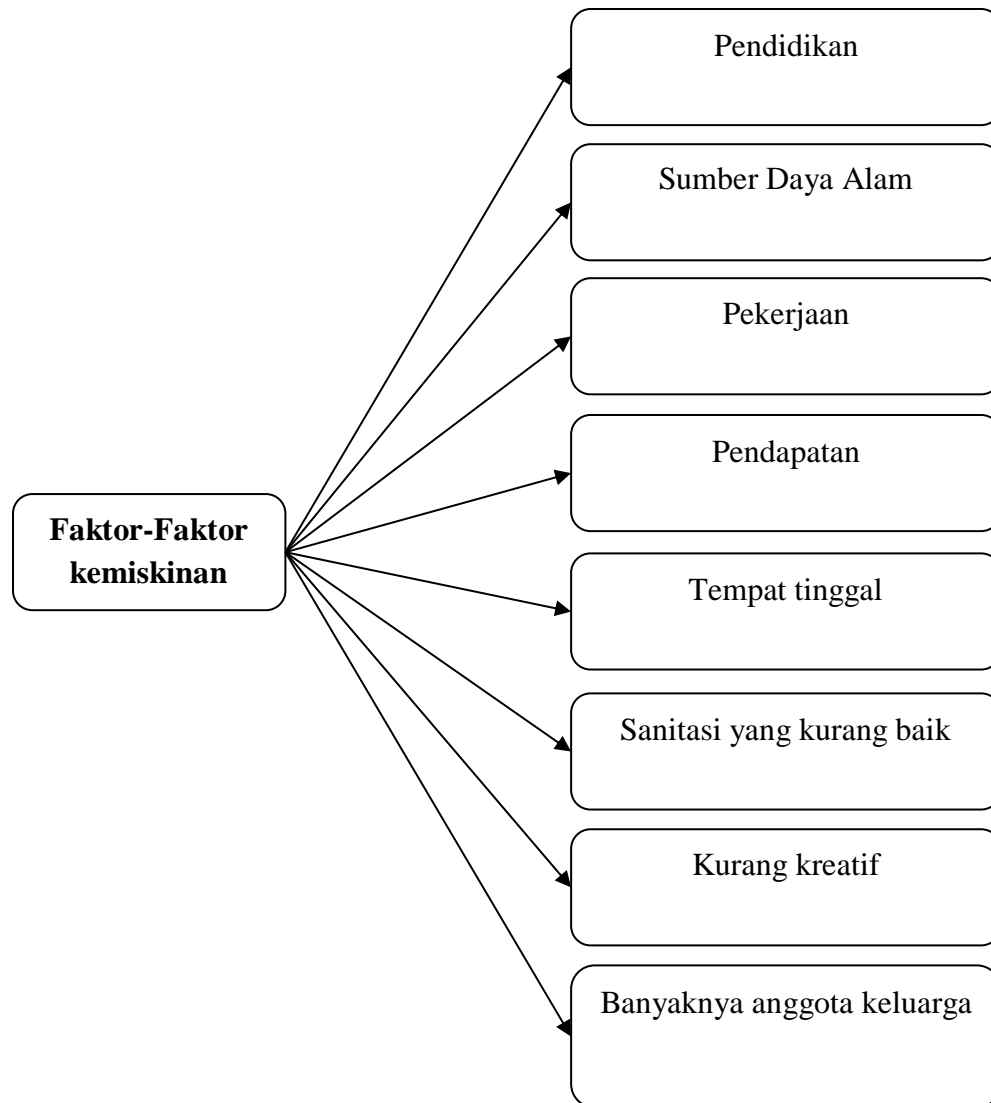 Pendidikan
Sumber Daya Alam
Pekerjaan
Pendapatan
Faktor-Faktor
kemiskinan
Tempat tinggal
Sanitasi yang kurang baik
Kurang kreatif
Banyaknya anggota keluarga